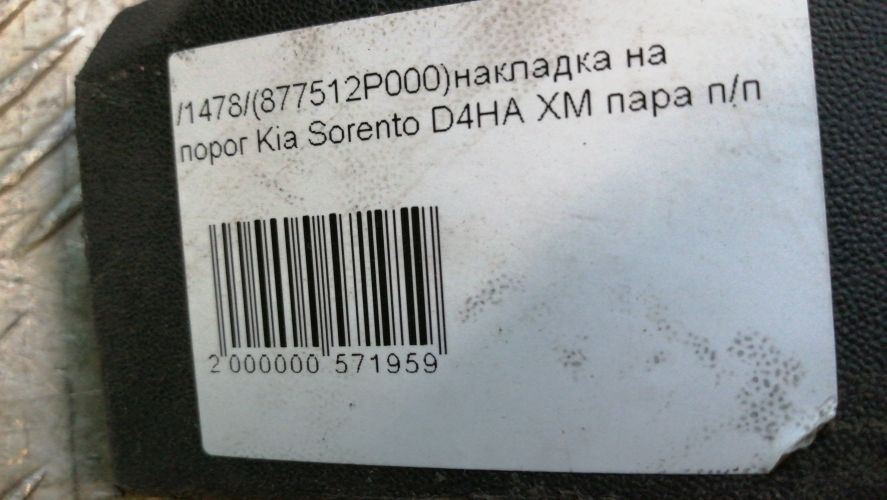 /1478/(877512P000)накладка на
порог Kia Sorento D4HA XM пара п/п
2 000000 571959